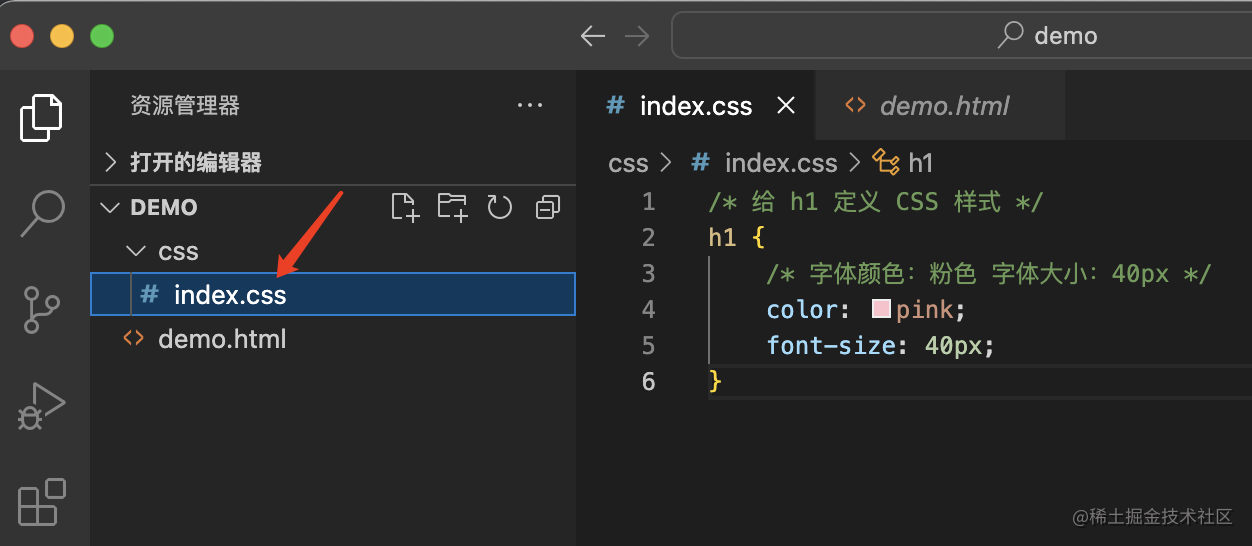 demo
资源管理器
打开的编辑器
DEMO
css
# index.css
demo.html
# index.css
demo.html
css > # index.css > h1
1 /* 给 h1 定义 CSS 样式 */
2 h1 {
3 /* 字体颜色：粉色 字体大小：40px */
4 color: pink;
5 font-size: 40px;
6 }
@稀土掘金技术社区